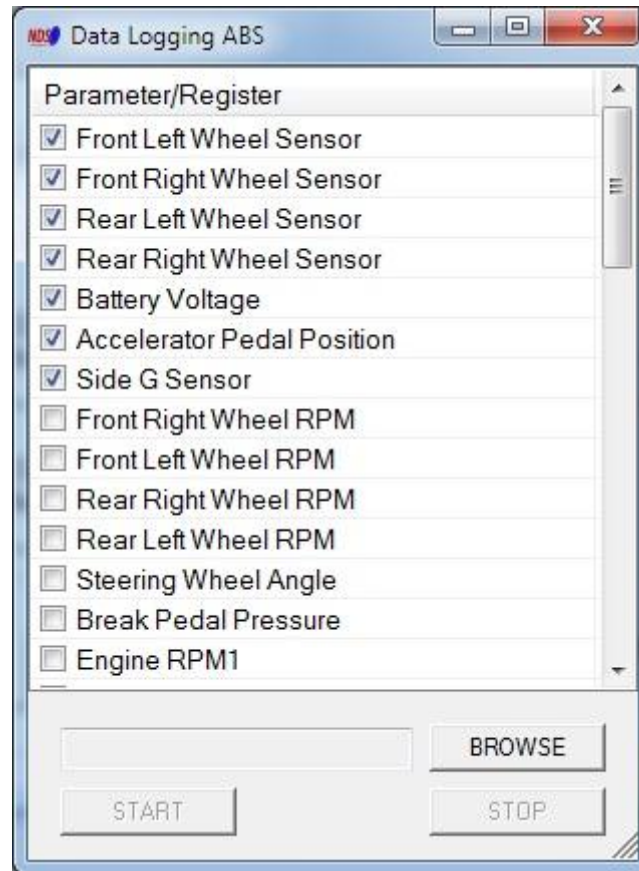 NDS Data Logging ABS
Parameter/Register
Front Left Wheel Sensor
Front Right Wheel Sensor
Rear Left Wheel Sensor
Rear Right Wheel Sensor
Battery Voltage
Accelerator Pedal Position
Side G Sensor
Front Right Wheel RPM
Front Left Wheel RPM
Rear Right Wheel RPM
Rear Left Wheel RPM
Steering Wheel Angle
Break Pedal Pressure
Engine RPM1
BROWSE
START STOP